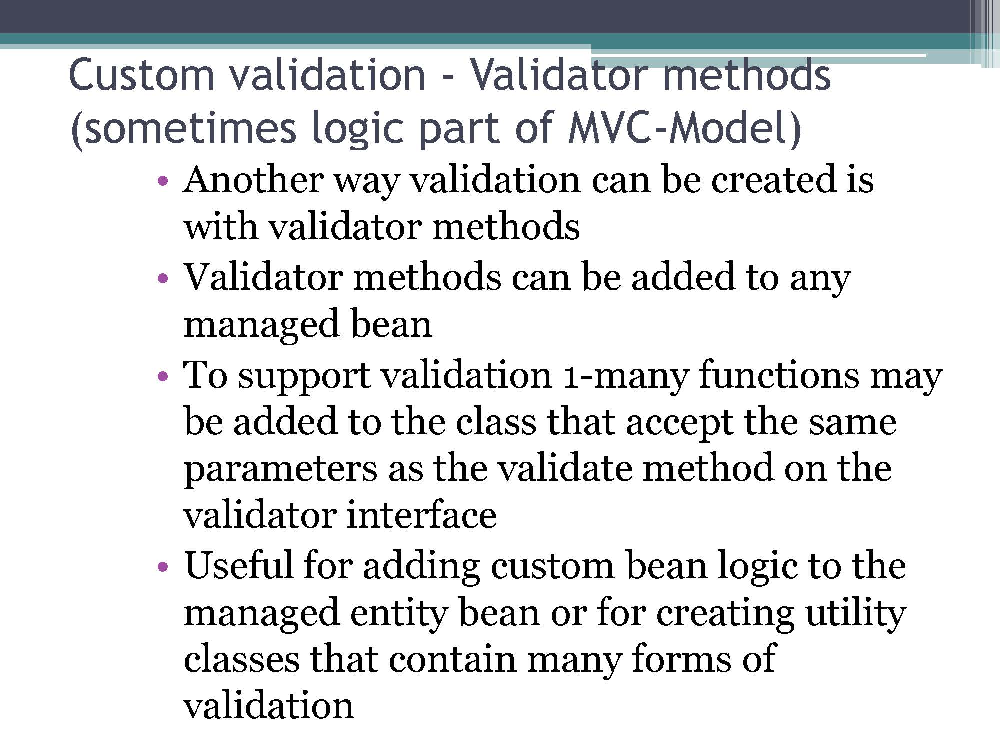 Custom validation - Validator methods
(sometimes logic part of MVC-Model)
• Another way validation can be created is
with validator methods
• Validator methods can be added to any
managed bean
• To support validation 1-many functions may
be added to the class that accept the same
parameters as the validate method on the
validator interface
• Useful for adding custom bean logic to the
managed entity bean or for creating utility
classes that contain many forms of
validation